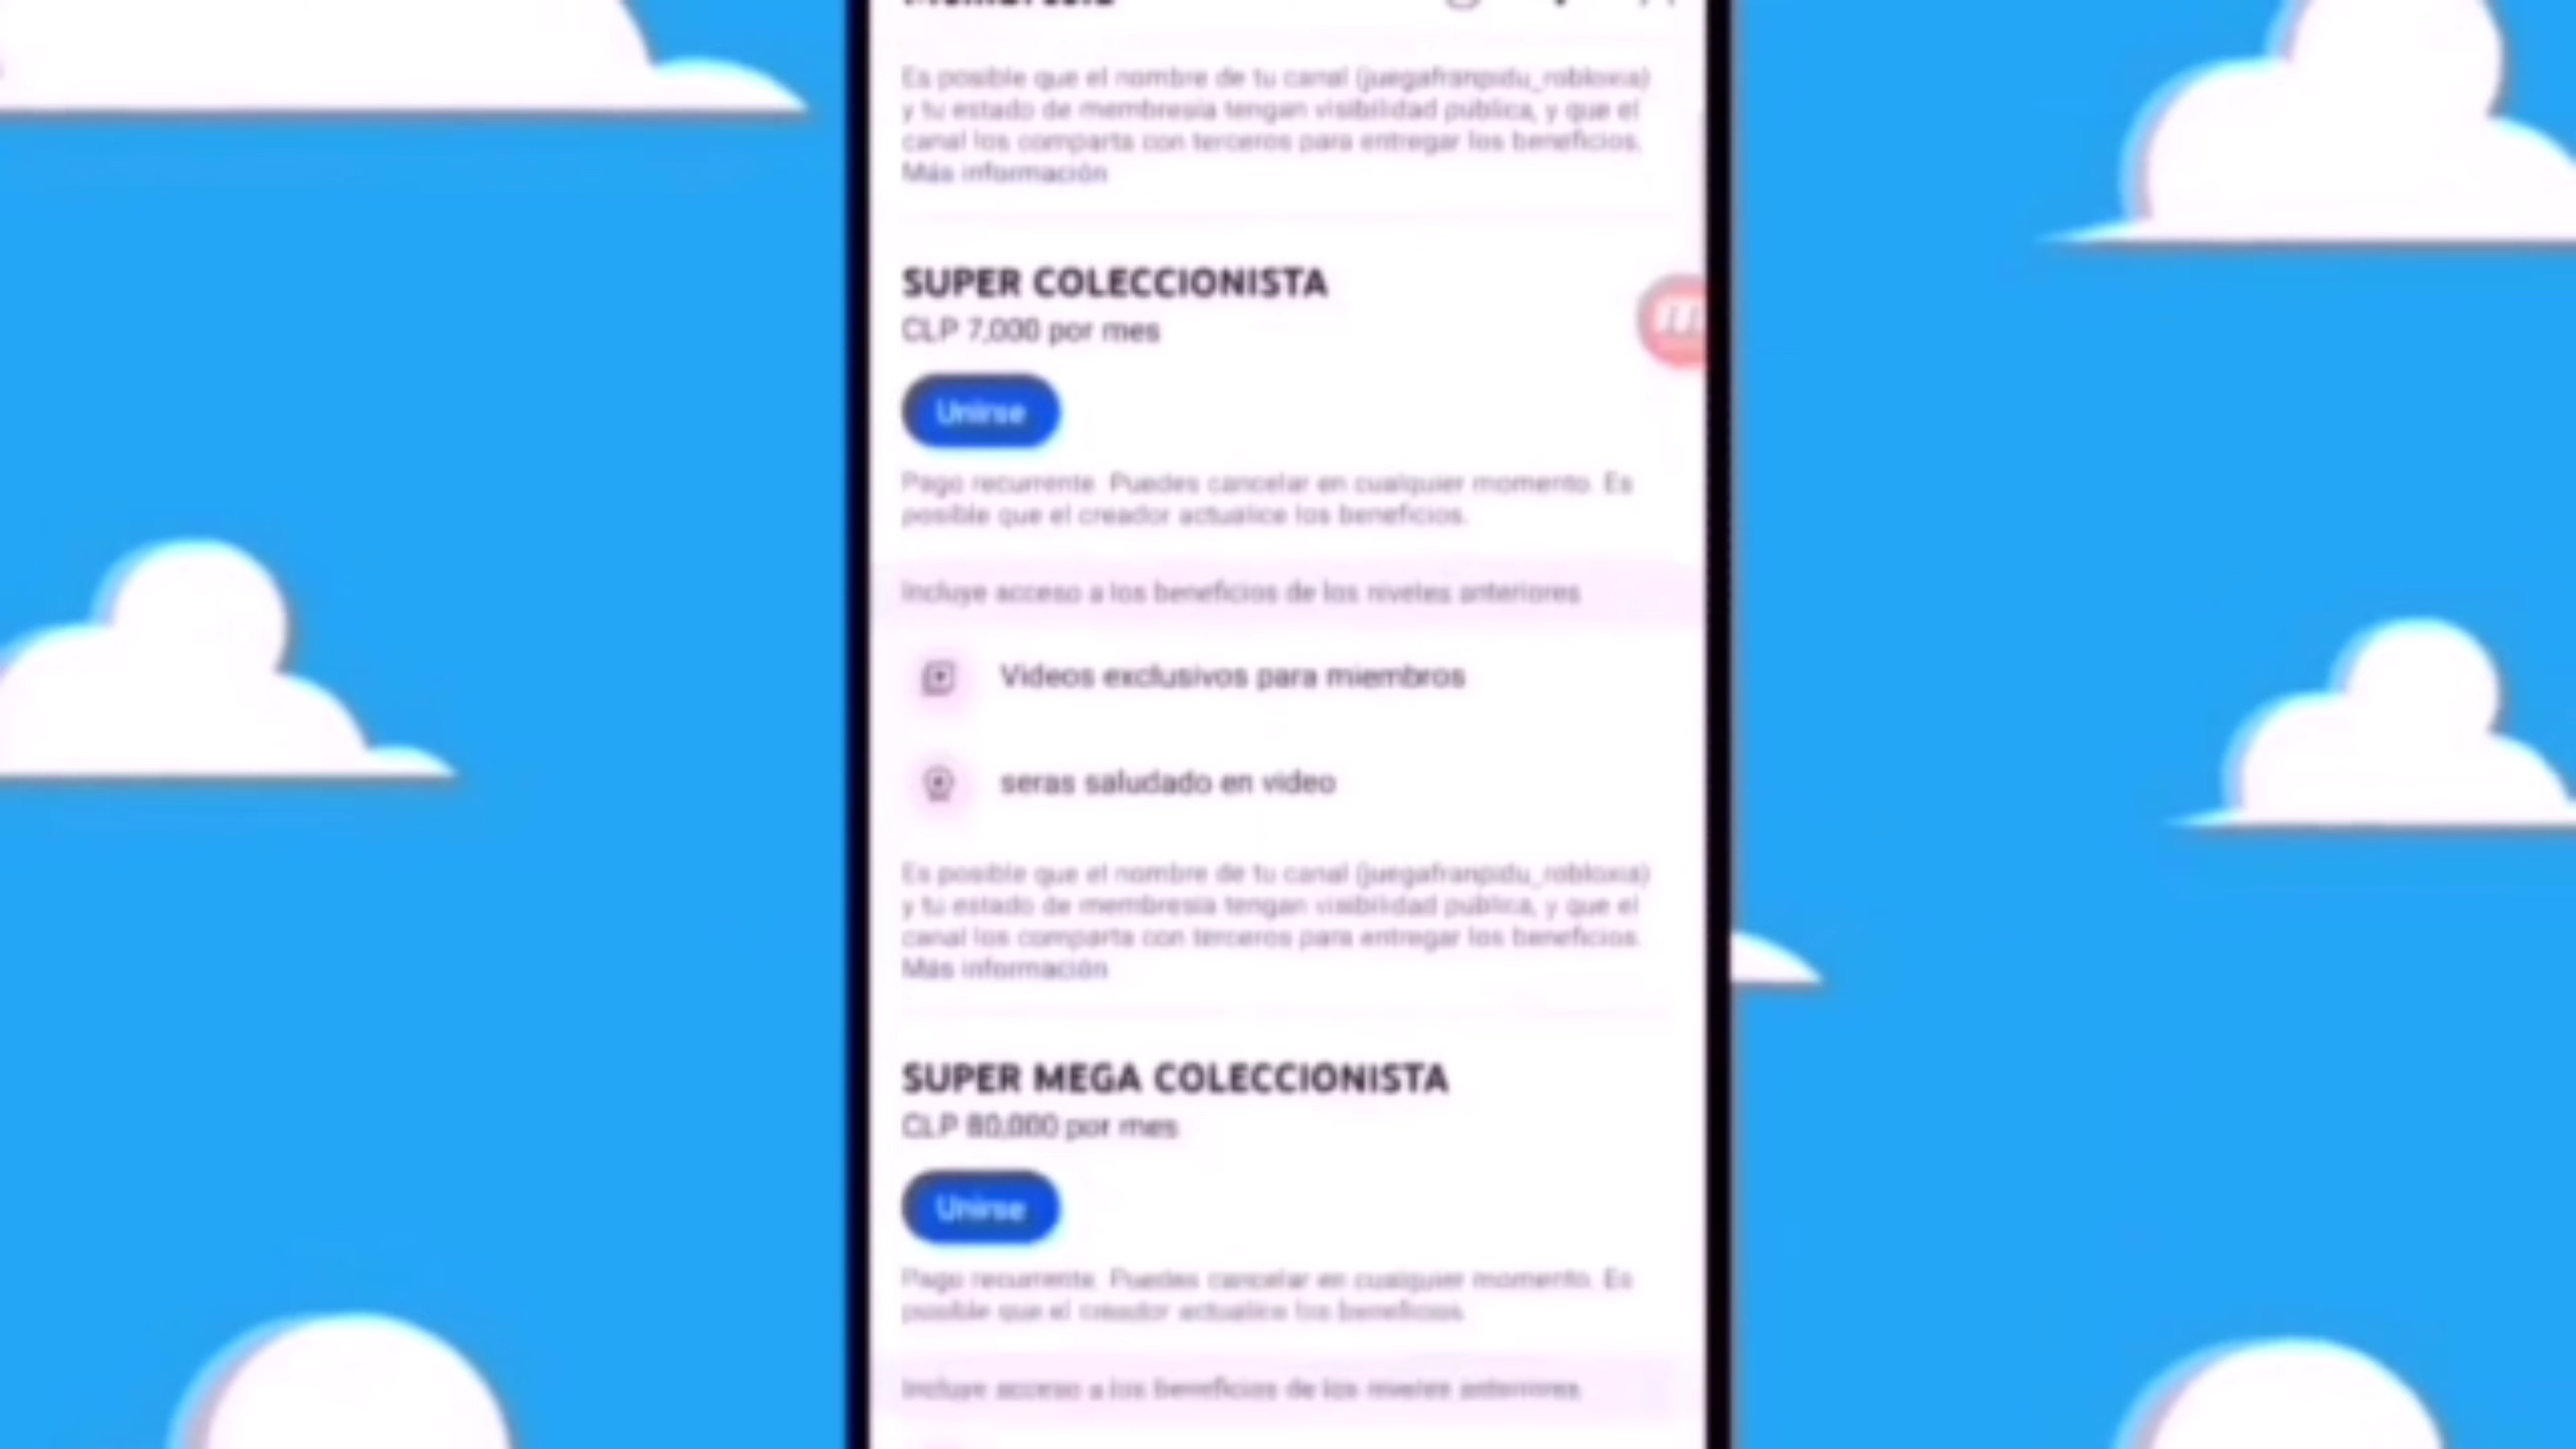 Es posible que el nombre de tu canal (juegafranpidu_robloxia)
y tu estado de membresía tengan visibilidad pública, y que el
canal los comparta con terceros para entregar los beneficios.
Más información
SUPER COLECCIONISTA
CLP 7,000 por mes
Unirse
Pago recurrente. Puedes cancelar en cualquier momento. Es
posible que el creador actualice los beneficios.
Incluye acceso a los beneficios de los niveles anteriores
Videos exclusivos para miembros
seras saludado en video
Es posible que el nombre de tu canal (juegafranpidu_robloxia)
y tu estado de membresía tengan visibilidad pública, y que el
canal los comparta con terceros para entregar los beneficios.
Más información
SUPER MEGA COLECCIONISTA
CLP 80,000 por mes
Unirse
Pago recurrente. Puedes cancelar en cualquier momento. Es
posible que el creador actualice los beneficios.
Incluye acceso a los beneficios de los niveles anteriores